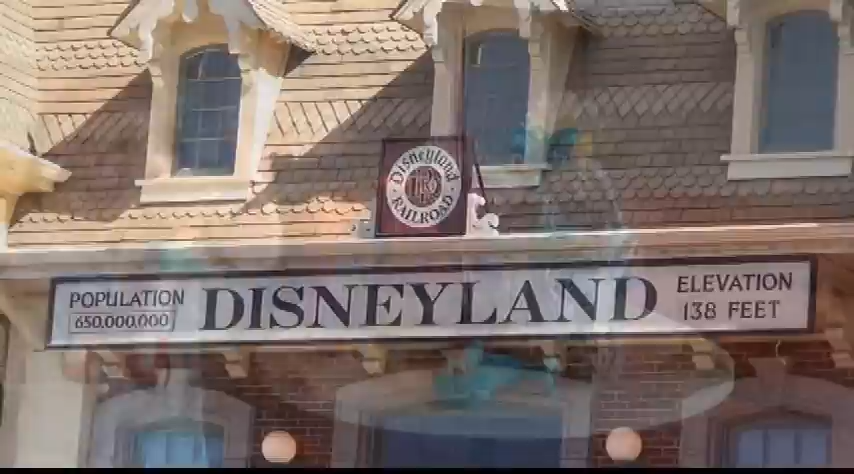 Disneyland
RAILROAD
POPULATION
650,000,000
DISNEYLAND
ELEVATION
138 FEET